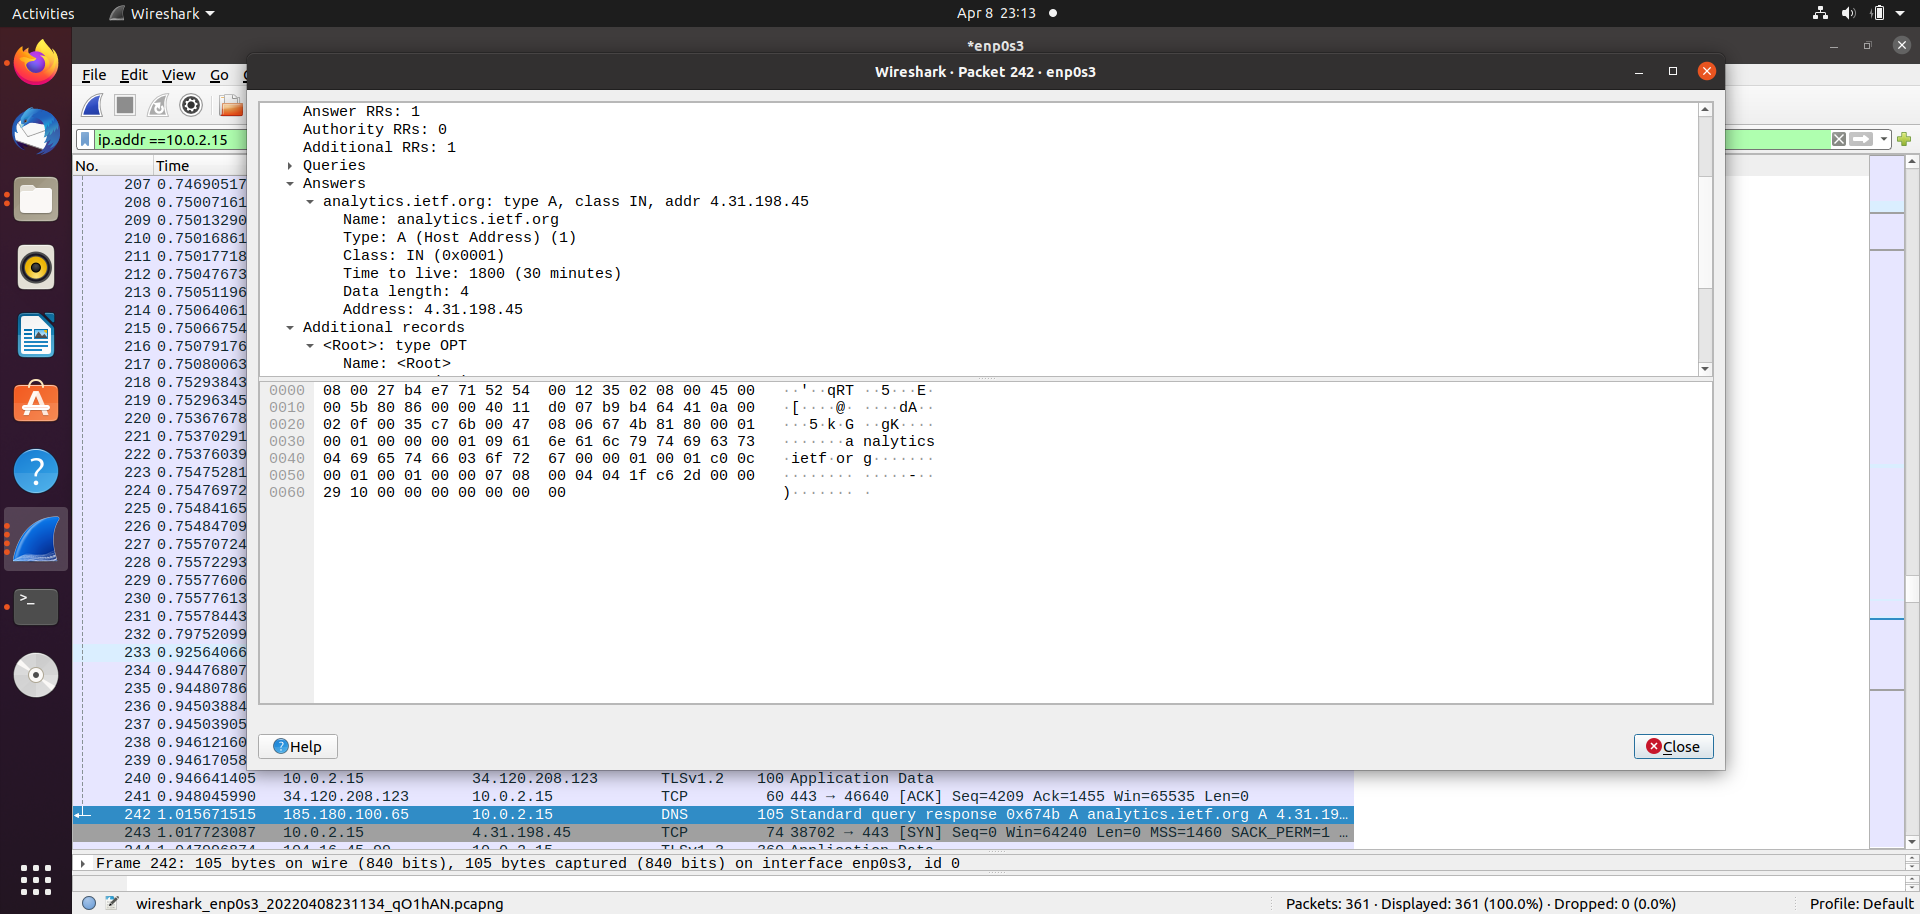 Activities
Wireshark
Apr 8 23:13
*enp0s3
File Edit View Go
Wireshark · Packet 242 · enp0s3
ip.addr ==10.0.2.15
No. Time
207 0.74690517
208 0.75007161
209 0.75013290
210 0.75016861
211 0.75017718
212 0.75047673
213 0.75051196
214 0.75064061
215 0.75066754
216 0.75079176
217 0.75080063
218 0.75293843
219 0.75296345
220 0.75367678
221 0.75370291
222 0.75376039
223 0.75475281
224 0.75476972
225 0.75484165
226 0.75484709
227 0.75570724
228 0.75572293
229 0.75577606
230 0.75577613
231 0.75578443
232 0.79752099
233 0.92564066
234 0.94476807
235 0.94480786
236 0.94503884
237 0.94503905
238 0.94612160
239 0.94617058
Answer RRs: 1
Authority RRs: 0
Additional RRs: 1
Queries
Answers
analytics.ietf.org: type A, class IN, addr 4.31.198.45
Name: analytics.ietf.org
Type: A (Host Address) (1)
Class: IN (0x0001)
Time to live: 1800 (30 minutes)
Data length: 4
Address: 4.31.198.45
Additional records
<Root>: type OPT
Name: <Root>
0000 08 00 27 b4 e7 71 52 54 00 12 35 02 08 00 45 00 ··'··qRT ··5···E·
0010 00 5b 80 86 00 00 40 11 d0 07 b9 b4 64 41 0a 00 ·[····@· ····dA··
0020 02 0f 00 35 c7 6b 00 47 08 06 67 4b 81 80 00 01 ···5·k·G ··gK····
0030 00 01 00 00 00 01 09 61 6e 61 6c 79 74 69 63 73 ·······a nalytics
0040 04 69 65 74 66 03 6f 72 67 00 00 01 00 01 c0 0c ·ietf·or g·······
0050 00 01 00 01 00 00 07 08 00 04 04 1f c6 2d 00 00 ········ ·····-··
0060 29 10 00 00 00 00 00 00 00 )······· ·
Help
Close
240 0.946641405 10.0.2.15 34.120.208.123 TLSv1.2 100 Application Data
241 0.948045990 34.120.208.123 10.0.2.15 TCP 60 443 → 46640 [ACK] Seq=4209 Ack=1455 Win=65535 Len=0
242 1.015671515 185.180.100.65 10.0.2.15 DNS 105 Standard query response 0x674b A analytics.ietf.org A 4.31.19…
243 1.017723087 10.0.2.15 4.31.198.45 TCP 74 38702 → 443 [SYN] Seq=0 Win=64240 Len=0 MSS=1460 SACK_PERM=1 …
Frame 242: 105 bytes on wire (840 bits), 105 bytes captured (840 bits) on interface enp0s3, id 0
wireshark_enp0s3_20220408231134_qO1hAN.pcapng
Packets: 361 · Displayed: 361 (100.0%) · Dropped: 0 (0.0%)
Profile: Default